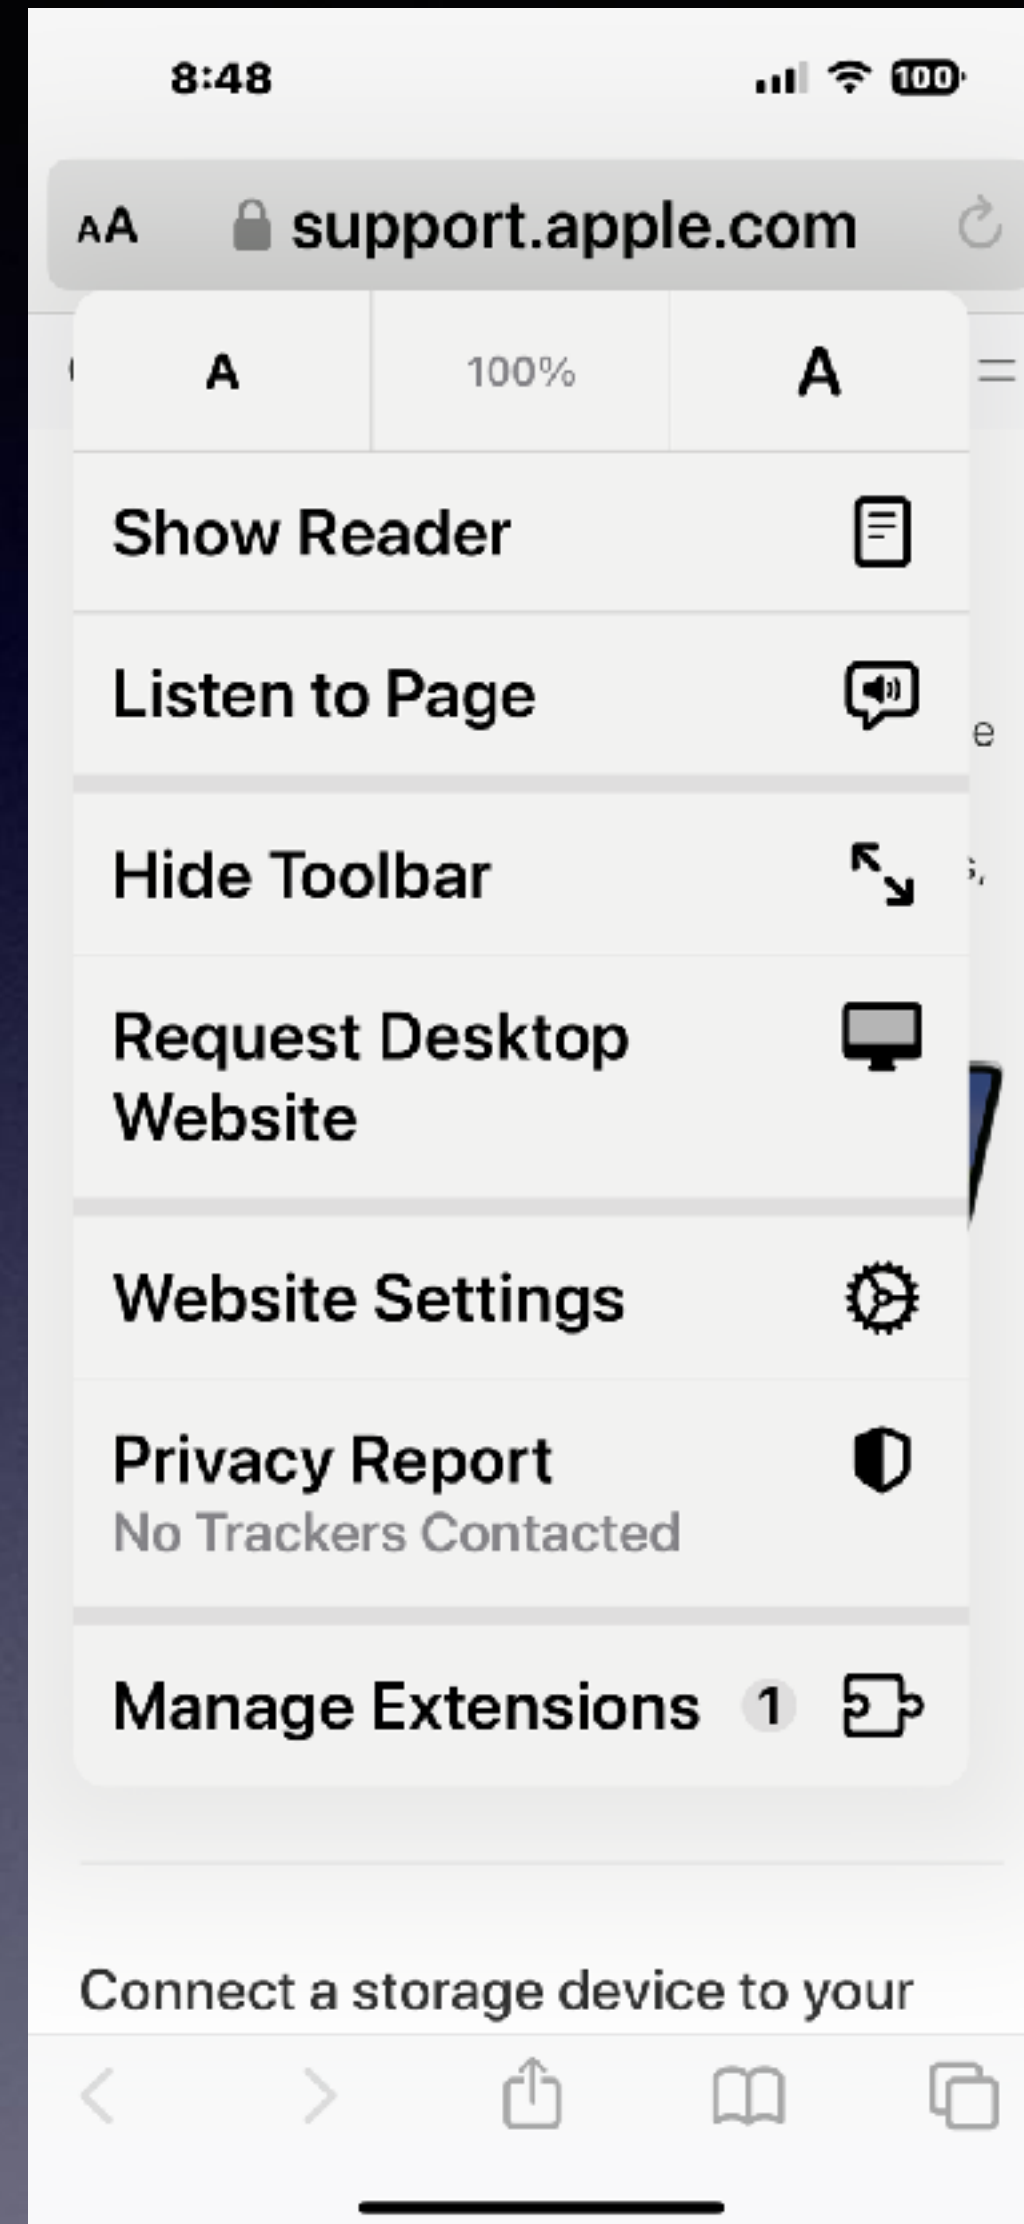 8:48
100
AA support.apple.com
A 100% A
Show Reader
Listen to Page
e
Hide Toolbar
s,
Request Desktop
Website
Website Settings
Privacy Report
No Trackers Contacted
Manage Extensions 1
Connect a storage device to your